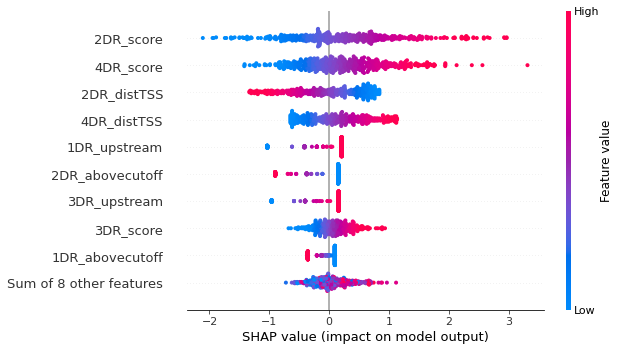 High
2DR_score
4DR_score
2DR_distTSS
4DR_distTSS
1DR_upstream
2DR_abovecutoff
3DR_upstream
3DR_score
1DR_abovecutoff
Sum of 8 other features
Feature value
Low
−2 −1 0 1 2 3
SHAP value (impact on model output)